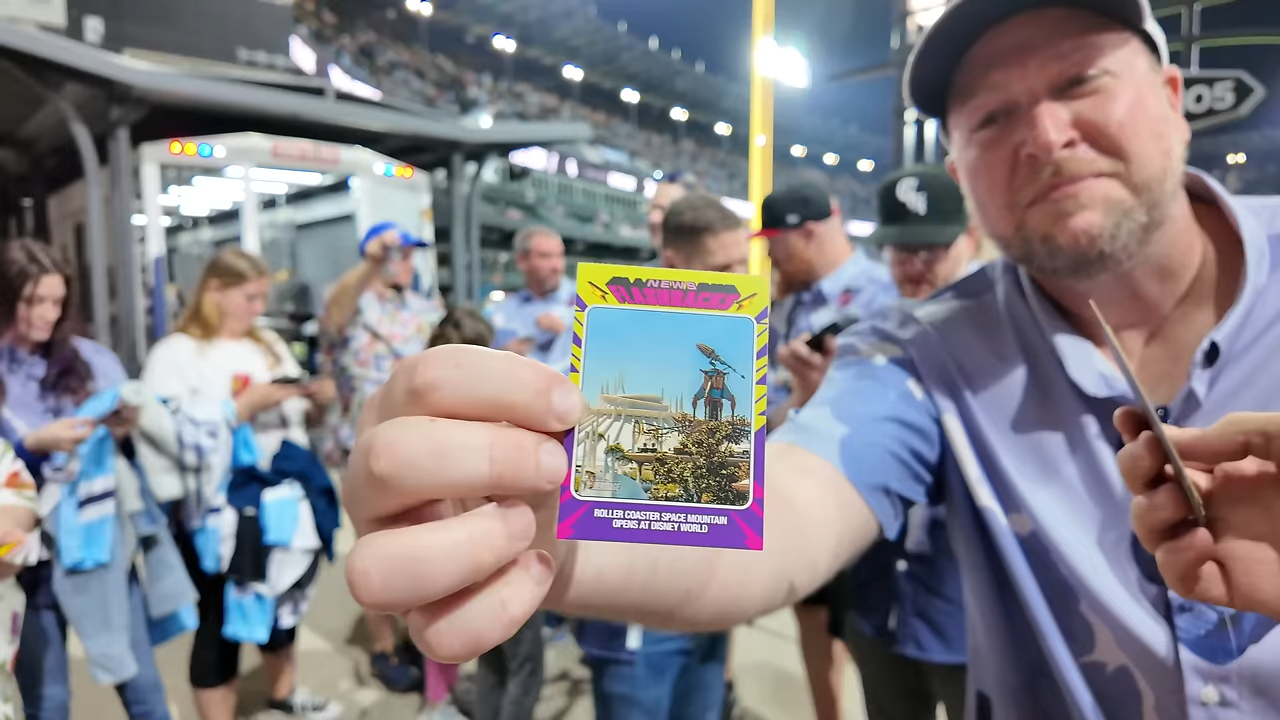 NEWS
FLASHBACKS
ROLLER COASTER SPACE MOUNTAIN
OPENS AT DISNEY WORLD